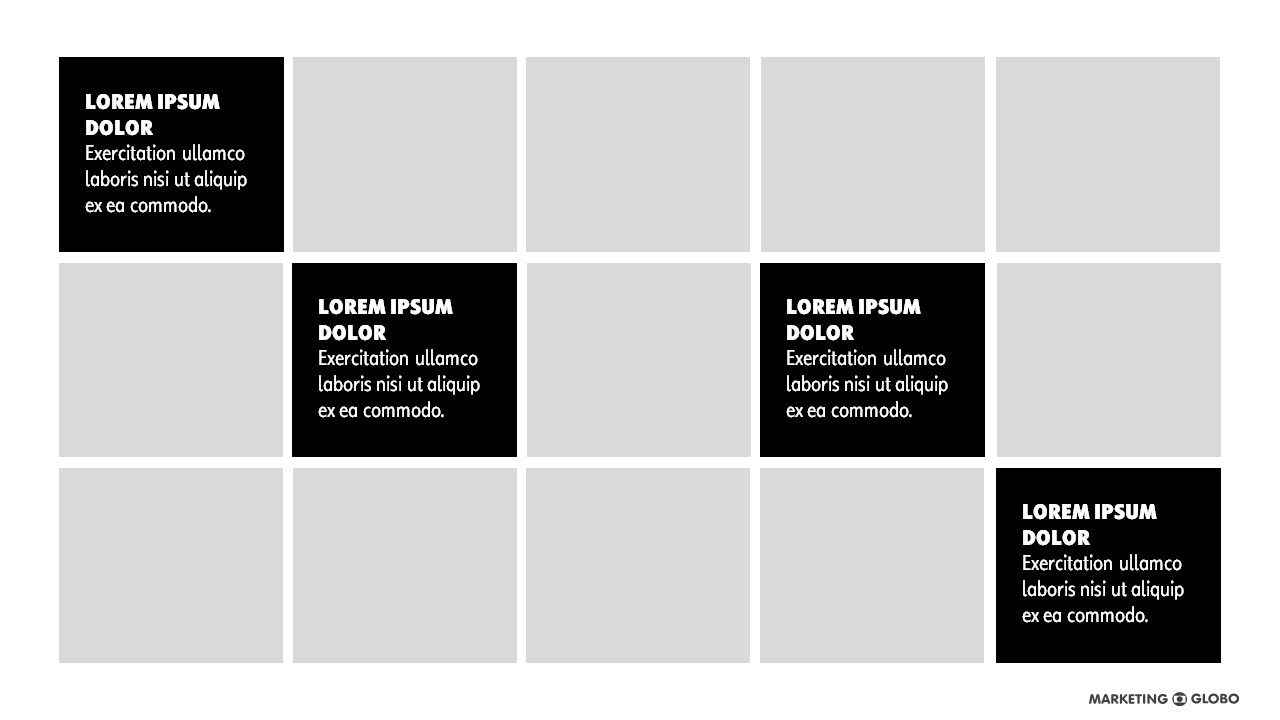 LOREM IPSUM
DOLOR
Exercitation ullamco
laboris nisi ut aliquip
ex ea commodo.
LOREM IPSUM
DOLOR
Exercitation ullamco
laboris nisi ut aliquip
ex ea commodo.
LOREM IPSUM
DOLOR
Exercitation ullamco
laboris nisi ut aliquip
ex ea commodo.
LOREM IPSUM
DOLOR
Exercitation ullamco
laboris nisi ut aliquip
ex ea commodo.
MARKETING GLOBO